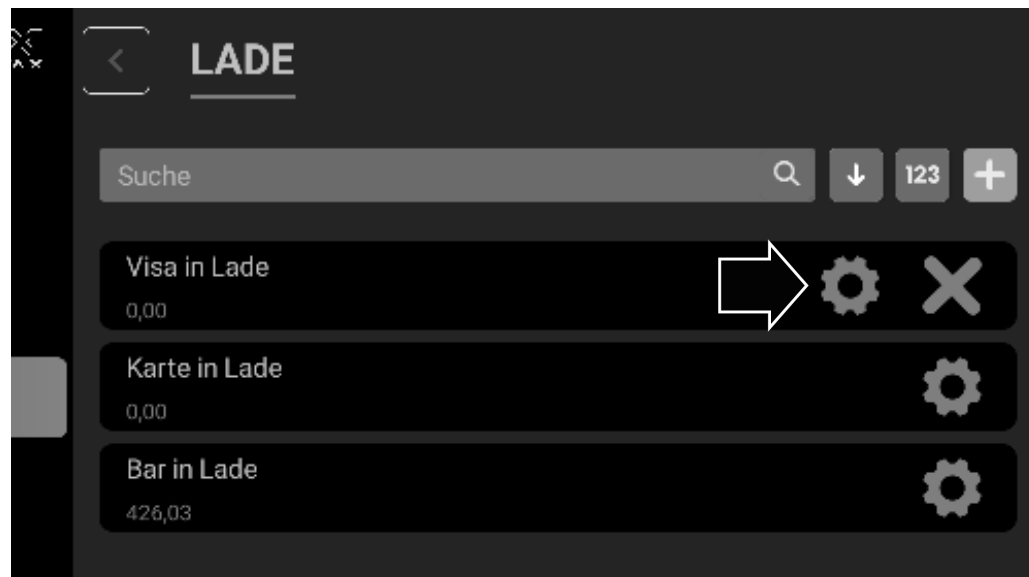 LADE
Suche
123
Visa in Lade
0,00
Karte in Lade
0,00
Bar in Lade
426,03